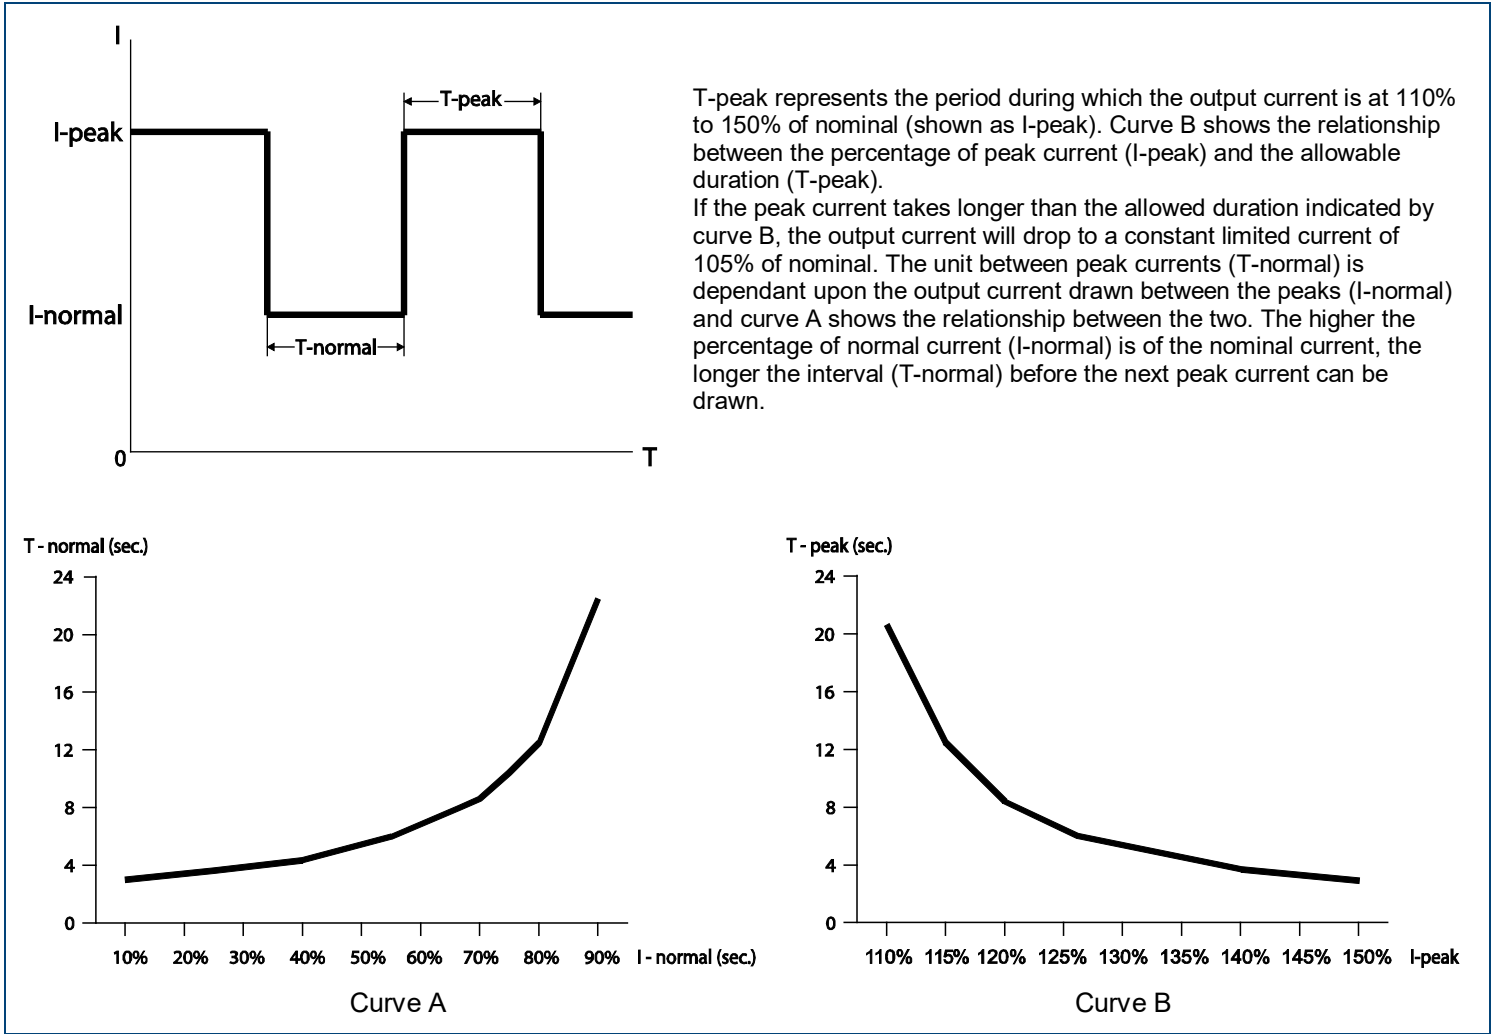 I
I-peak
T-peak
I-normal
T-normal
0
T
T-peak represents the period during which the output current is at 110%
to 150% of nominal (shown as I-peak). Curve B shows the relationship
between the percentage of peak current (I-peak) and the allowable
duration (T-peak).
If the peak current takes longer than the allowed duration indicated by
curve B, the output current will drop to a constant limited current of
105% of nominal. The unit between peak currents (T-normal) is
dependant upon the output current drawn between the peaks (I-normal)
and curve A shows the relationship between the two. The higher the
percentage of normal current (I-normal) is of the nominal current, the
longer the interval (T-normal) before the next peak current can be
drawn.
T - normal (sec.)
24
20
16
12
8
4
0
10% 20% 30% 40% 50% 60% 70% 80% 90% I - normal (sec.)
Curve A
T - peak (sec.)
24
20
16
12
8
4
0
110% 115% 120% 125% 130% 135% 140% 145% 150% I-peak
Curve B